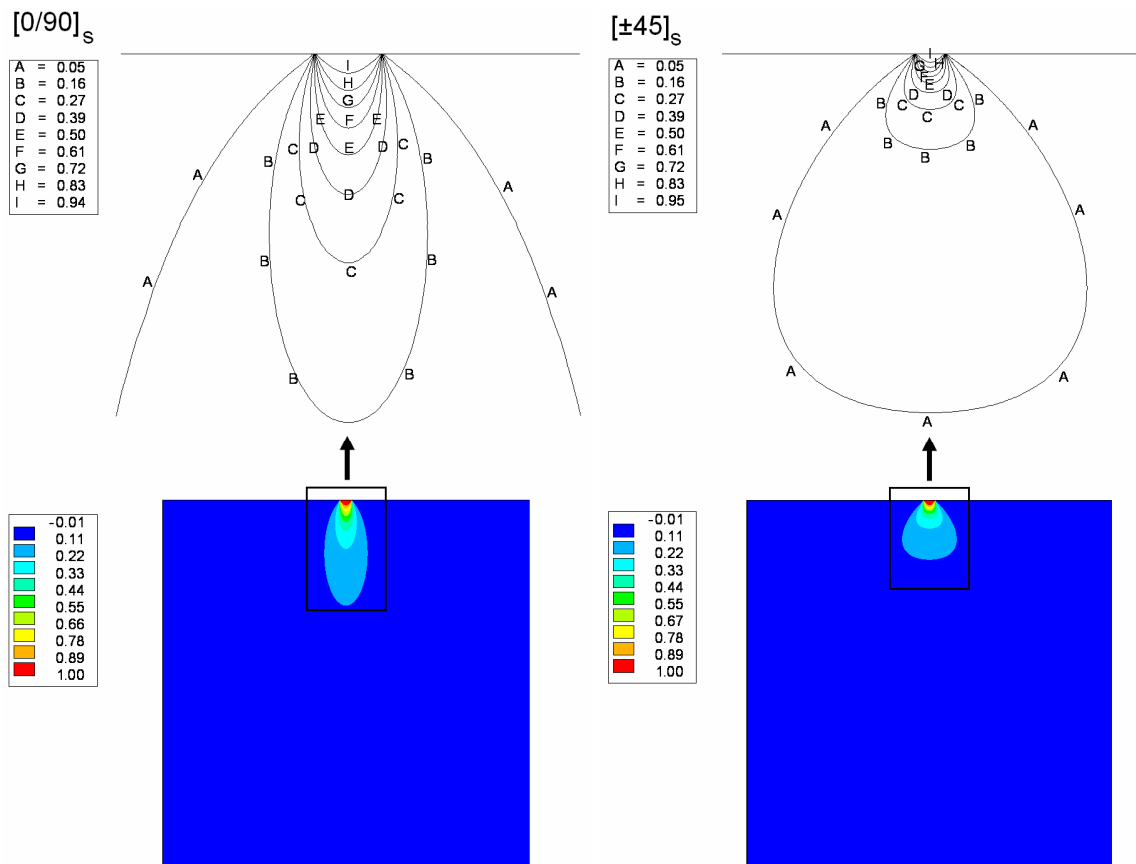 [0/90]S
A = 0.05
B = 0.16
C = 0.27
D = 0.39
E = 0.50
F = 0.61
G = 0.72
H = 0.83
I = 0.94
I
H
G
F
E E
E
D D
D
C C
C C
C
B B
B B
B B
A A
A A
[±45]S
A = 0.05
B = 0.16
C = 0.27
D = 0.39
E = 0.50
F = 0.61
G = 0.72
H = 0.83
I = 0.95
I
G H
F
E
D D
C C
C
B B
B B
B
A A
A A
A A
A
-0.01
0.11
0.22
0.33
0.44
0.55
0.66
0.78
0.89
1.00
-0.01
0.11
0.22
0.33
0.44
0.55
0.67
0.78
0.89
1.00